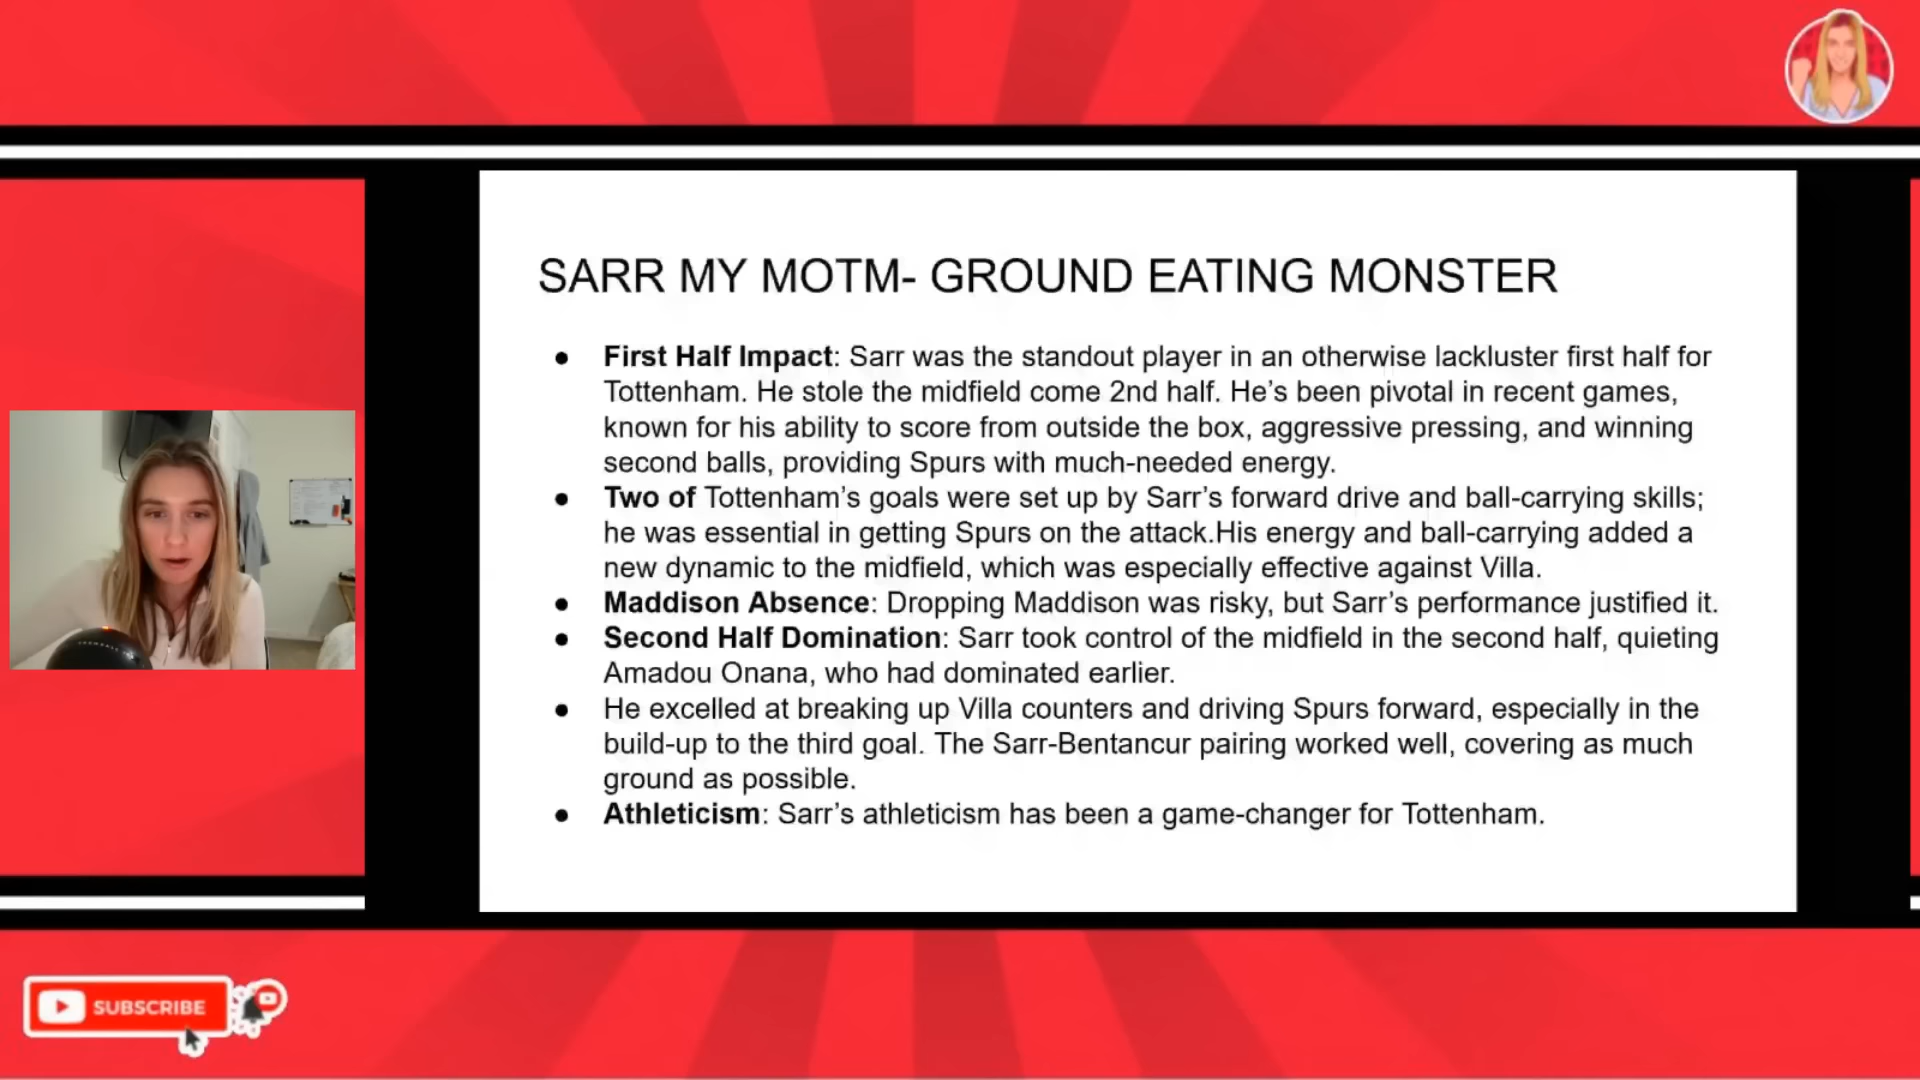 SARR MY MOTM- GROUND EATING MONSTER
● First Half Impact: Sarr was the standout player in an otherwise lackluster first half for
Tottenham. He stole the midfield come 2nd half. He’s been pivotal in recent games,
known for his ability to score from outside the box, aggressive pressing, and winning
second balls, providing Spurs with much-needed energy.
● Two of Tottenham’s goals were set up by Sarr’s forward drive and ball-carrying skills;
he was essential in getting Spurs on the attack.His energy and ball-carrying added a
new dynamic to the midfield, which was especially effective against Villa.
● Maddison Absence: Dropping Maddison was risky, but Sarr’s performance justified it.
● Second Half Domination: Sarr took control of the midfield in the second half, quieting
Amadou Onana, who had dominated earlier.
● He excelled at breaking up Villa counters and driving Spurs forward, especially in the
build-up to the third goal. The Sarr-Bentancur pairing worked well, covering as much
ground as possible.
● Athleticism: Sarr’s athleticism has been a game-changer for Tottenham.
SUBSCRIBE